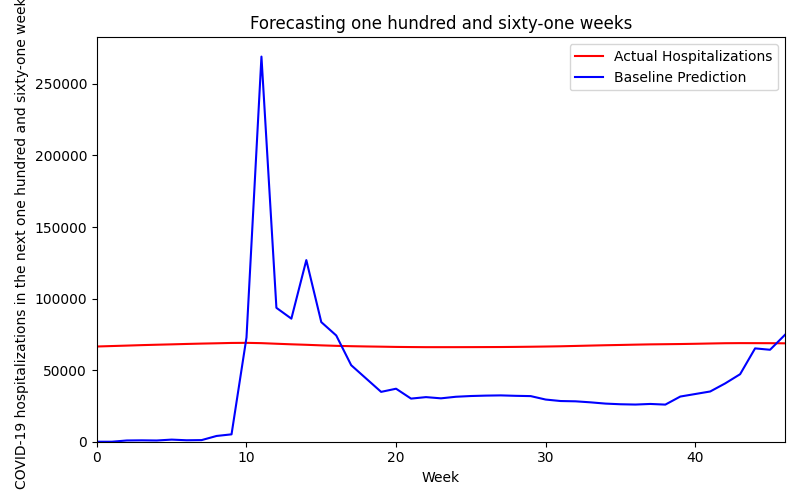 Forecasting one hundred and sixty-one weeks
Actual Hospitalizations
Baseline Prediction
COVID-19 hospitalizations in the next one hundred and sixty-one week
250000
200000
150000
100000
50000
0
0 10 20 30 40
Week